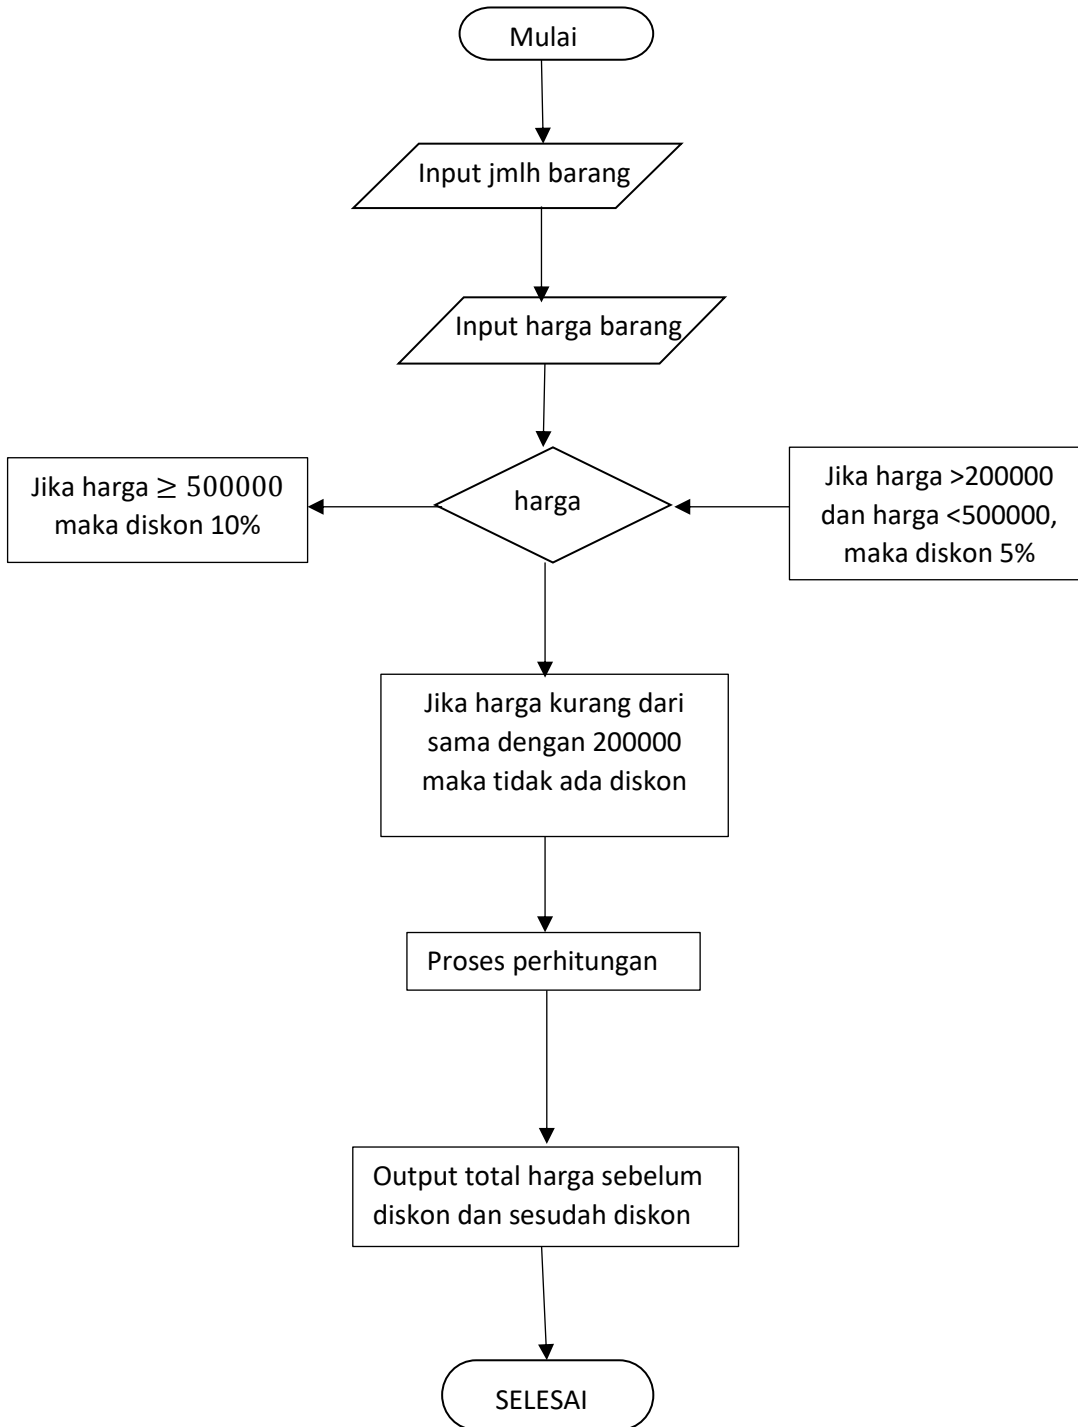 Mulai
Input jmlh barang
Input harga barang
Jika harga ≥ 500000
maka diskon 10%
harga
Jika harga >200000
dan harga <500000,
maka diskon 5%
Jika harga kurang dari
sama dengan 200000
maka tidak ada diskon
Proses perhitungan
Output total harga sebelum
diskon dan sesudah diskon
SELESAI